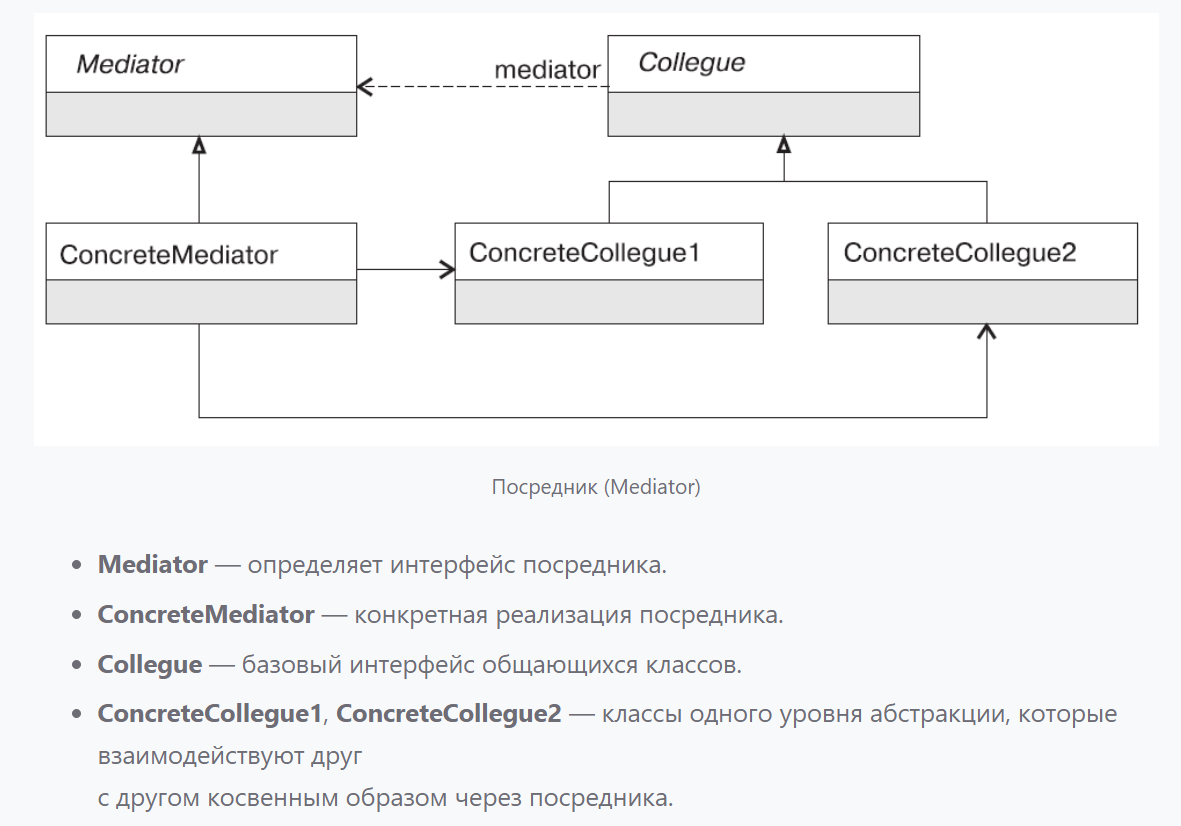 Mediator
mediator
Collegue
ConcreteMediator
ConcreteCollegue1
ConcreteCollegue2
Посредник (Mediator)
Mediator — определяет интерфейс посредника.
ConcreteMediator — конкретная реализация посредника.
Collegue — базовый интерфейс общающихся классов.
ConcreteCollegue1, ConcreteCollegue2 — классы одного уровня абстракции, которые
взаимодействуют друг
с другом косвенным образом через посредника.